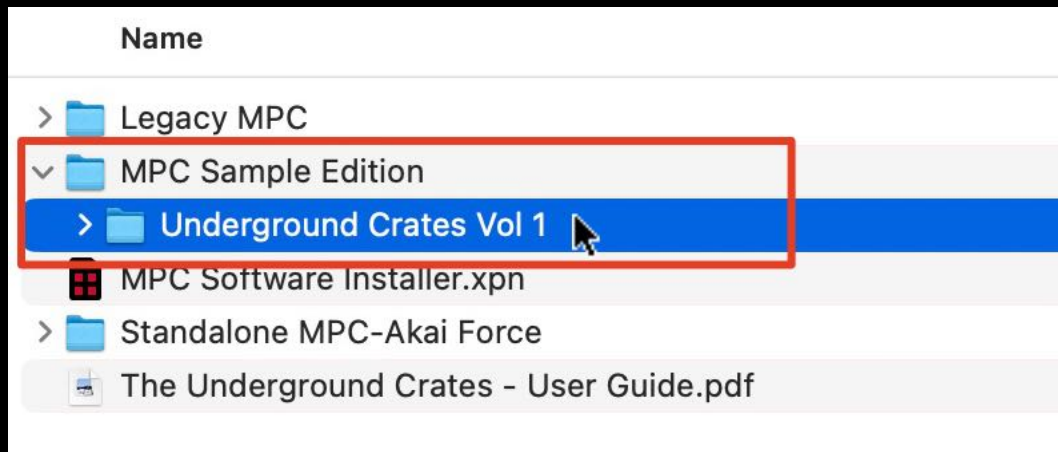 Name
Legacy MPC
MPC Sample Edition
Underground Crates Vol 1
MPC Software Installer.xpn
Standalone MPC-Akai Force
The Underground Crates - User Guide.pdf